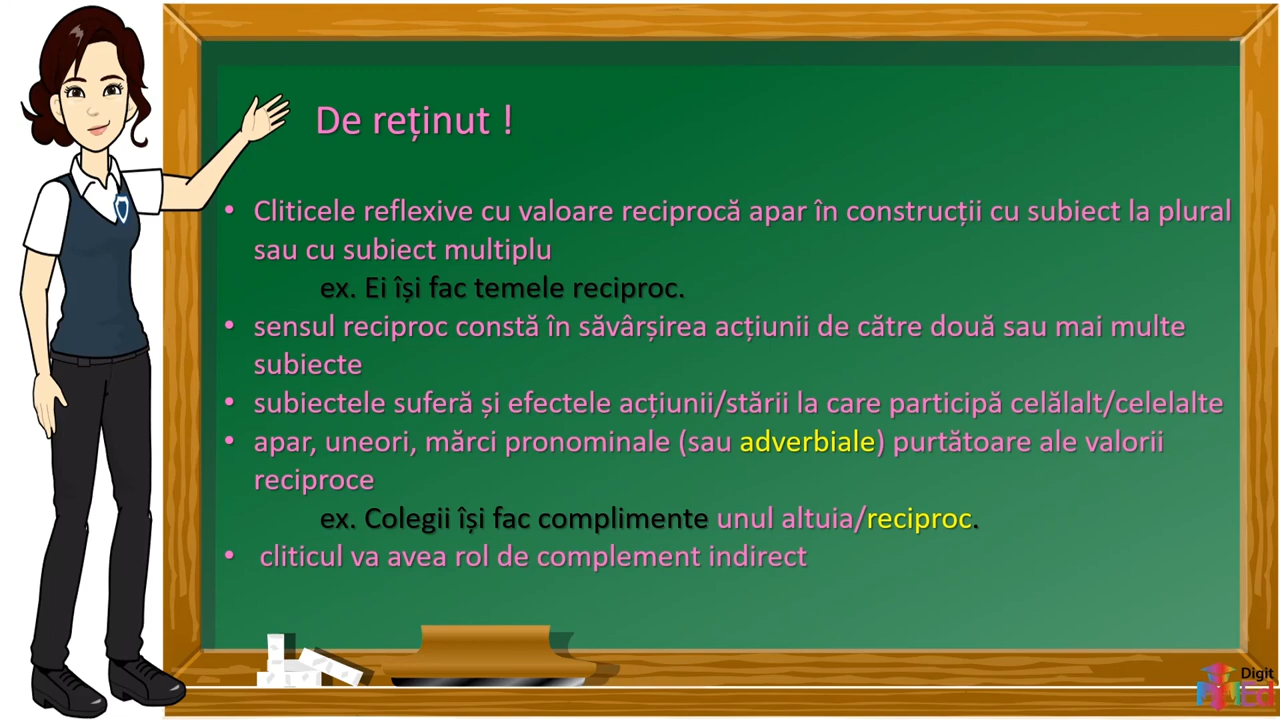 De reținut !
• Cliticele reflexive cu valoare reciprocă apar în construcții cu subiect la plural
sau cu subiect multiplu
ex. Ei își fac temele reciproc.
• sensul reciproc constă în săvârșirea acțiunii de către două sau mai multe
subiecte
• subiectele suferă și efectele acțiunii/stării la care participă celălalt/celelalte
• apar, uneori, mărci pronominale (sau adverbiale) purtătoare ale valorii
reciproce
ex. Colegii își fac complimente unul altuia/reciproc.
• cliticul va avea rol de complement indirect
Digit